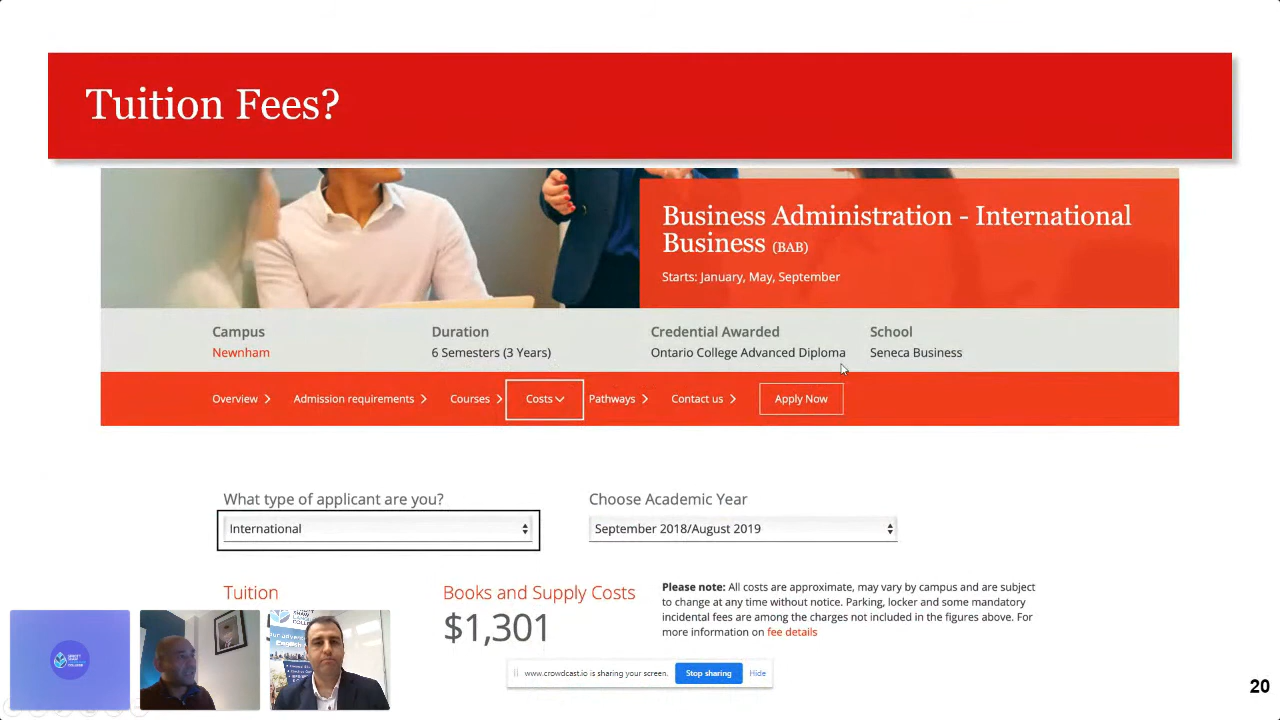 Tuition Fees?
Business Administration - International
Business (BAB)
Starts: January, May, September
Campus
Duration
Credential Awarded
School
Newnham
6 Semesters (3 Years)
Ontario College Advanced Diploma
Seneca Business
Overview
Admission requirements
Courses
Costs
Pathways
Contact us
Apply Now
What type of applicant are you?
Choose Academic Year
International
September 2018/August 2019
Tuition
Books and Supply Costs
$1,301
Please note: All costs are approximate, may vary by campus and are subject
to change at any time without notice. Parking, locker and some mandatory
incidental fees are among the charges not included in the figures above. For
more information on fee details
www.crowdcast.io is sharing your screen.
Stop sharing
Hide
20